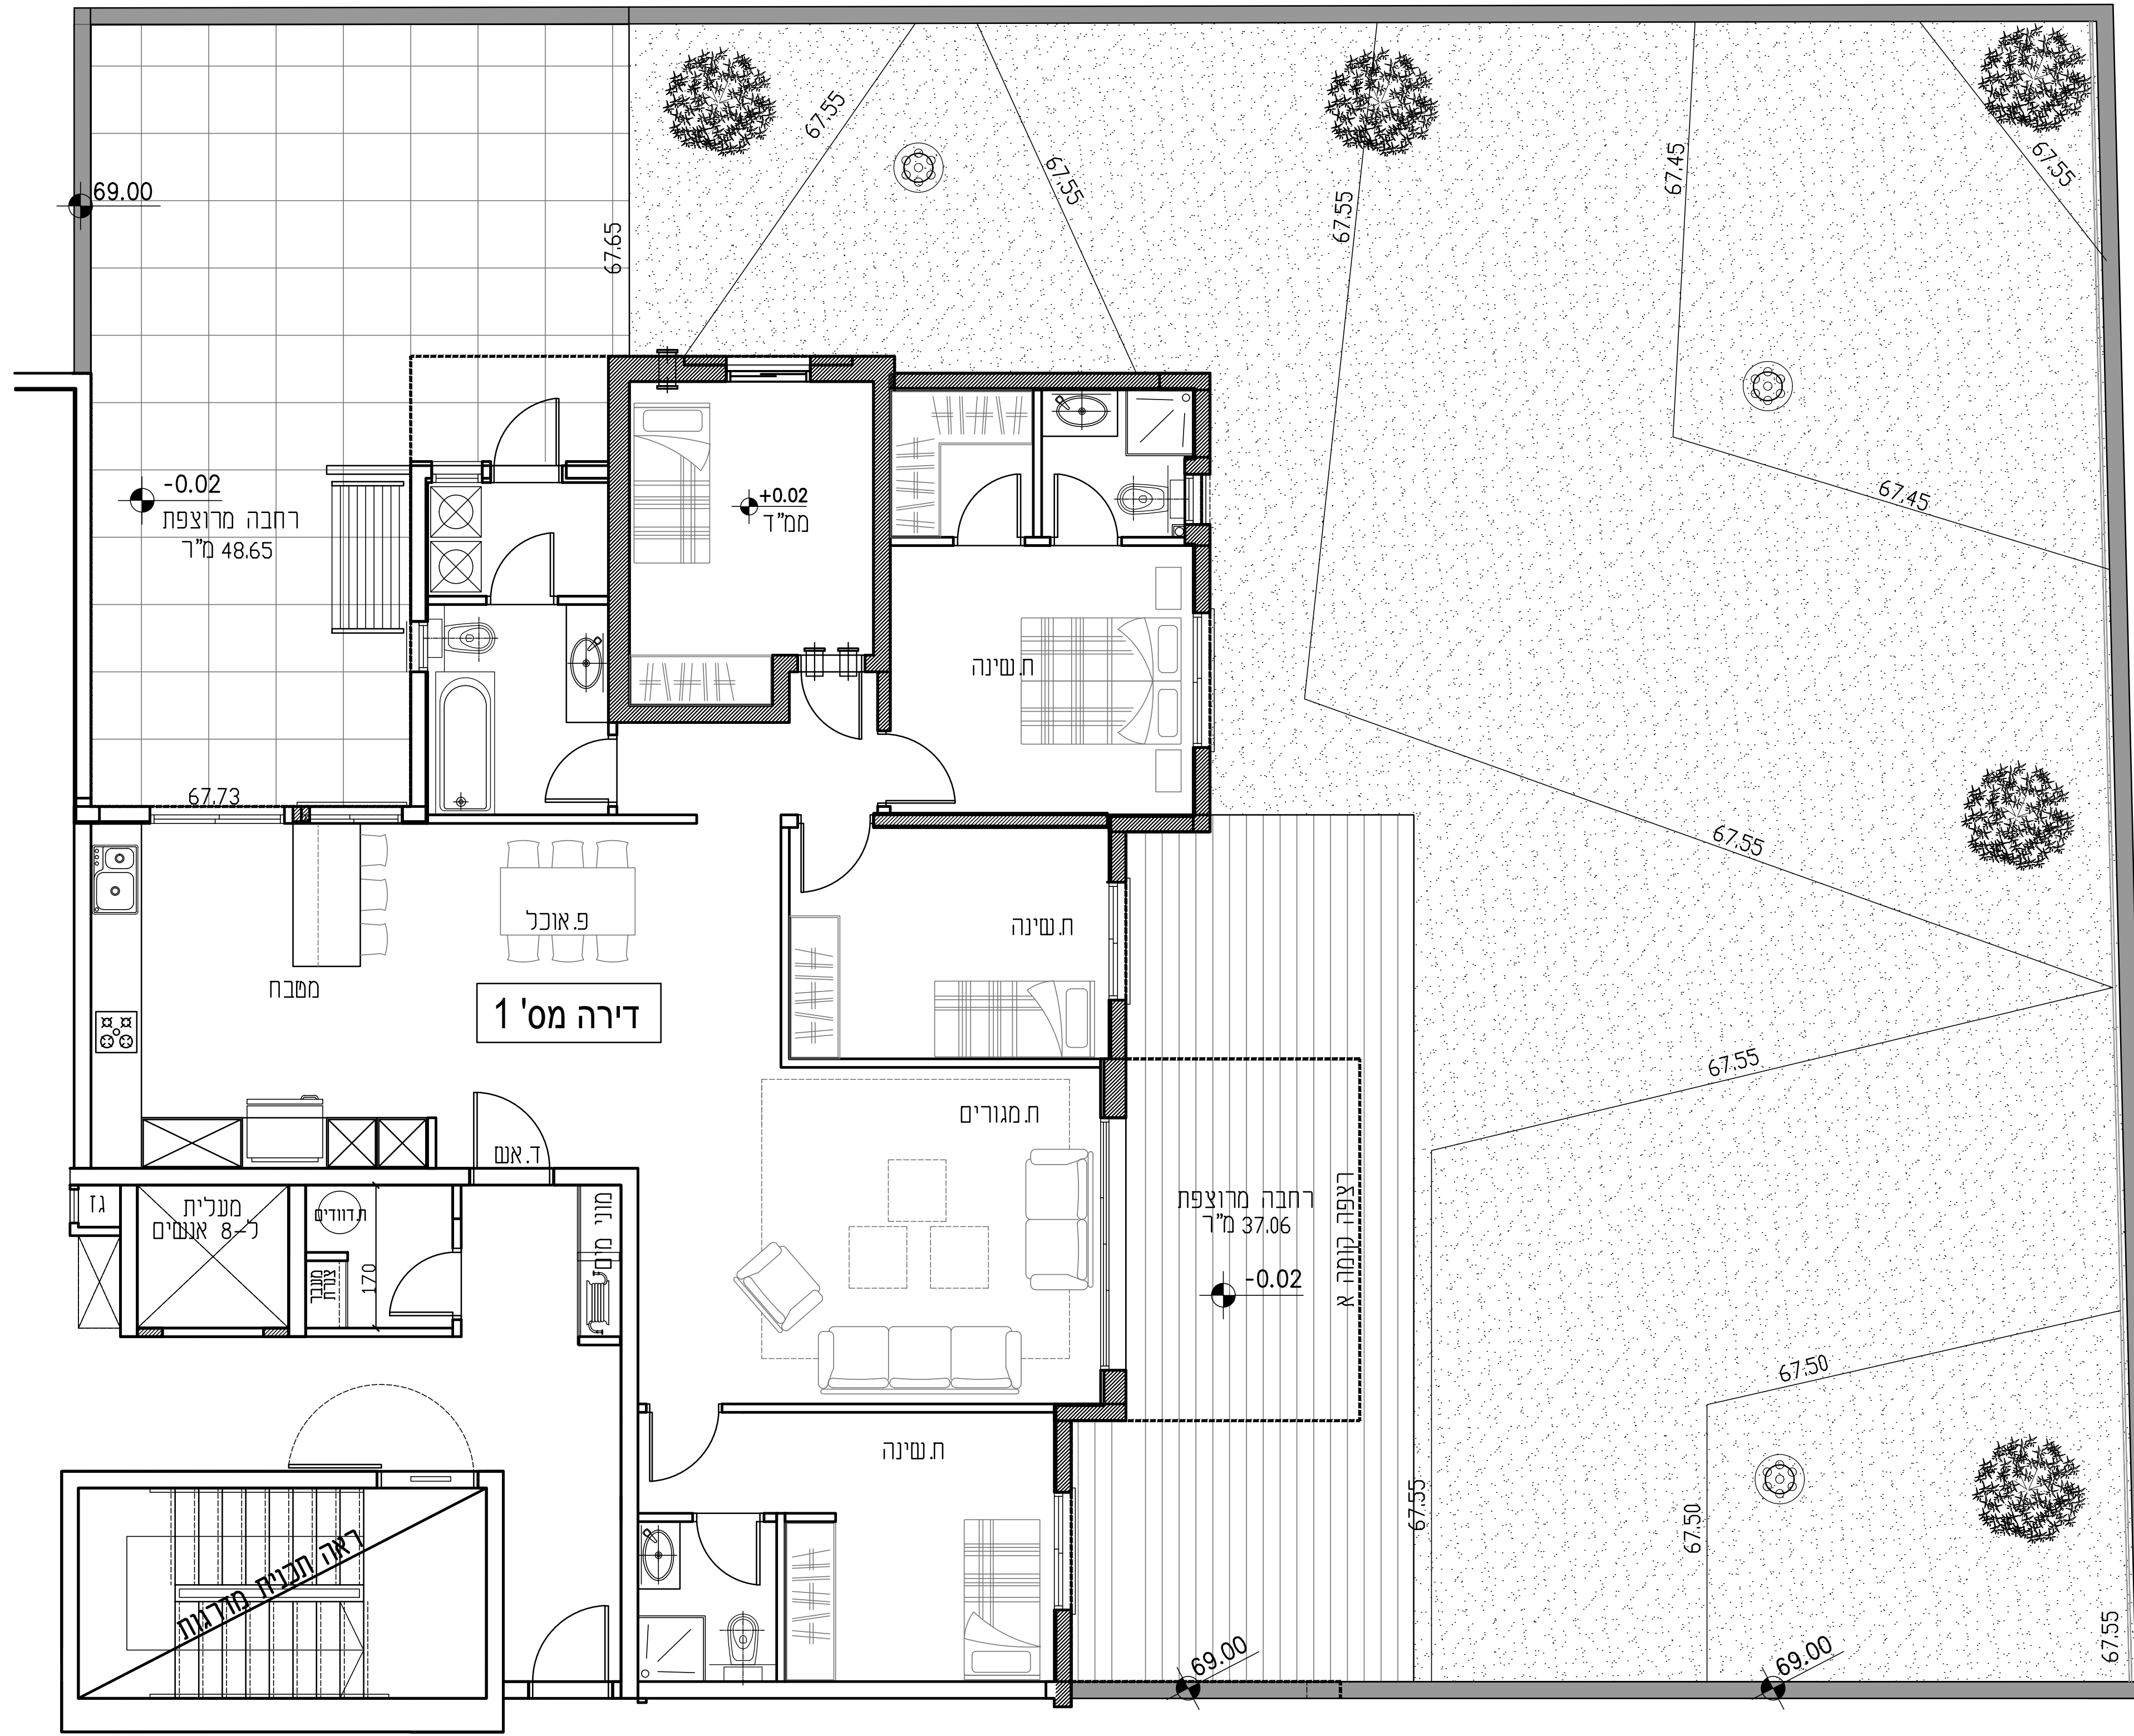 67.55
67.55
67.55
67.45
67.55
69.00
67.65
67.45
-0.02
רחבה מרוצפת
48.65 מ"ר
+0.02
ממ"ד
ח.שינה
67.73
67.55
פ.אוכל
ח.שינה
מטבח
דירה מס' 1
67.55
ח.מגורים
ד.אש
רחבה מרוצפת
37.06 מ"ר
-0.02
רצפה קומה א
גז
מעלית
ל-8 אנשים
ח.דוודים
מעבר
צנרת
170
מוני מים
67.50
ח.שינה
67.55
67.50
ראה תכנית מדרגות
67.55
69.00
69.00